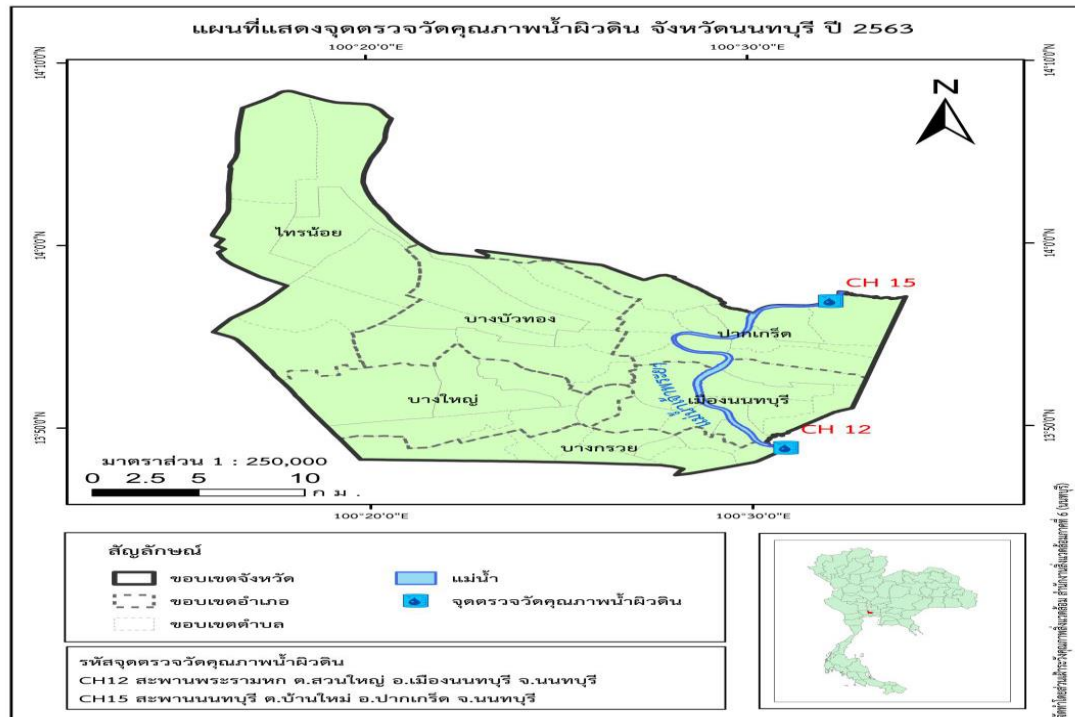 แผนที่แสดงจุดตรวจวัดคุณภาพน้ำผิวดิน จังหวัดนนทบุรี ปี 2563
100°20'0"E 100°30'0"E
14°10'0"N 14°10'0"N
N
ไทรน้อย
14°0'0"N 14°0'0"N
CH 15
บางบัวทอง
ปากเกร็ด
บางใหญ่
เมืองนนทบุรี
13°50'0"N 13°50'0"N
CH 12
บางกรวย
มาตราส่วน 1 : 250,000
0 2.5 5 10
ก ม .
100°20'0"E 100°30'0"E
สัญลักษณ์
ขอบเขตจังหวัด
แม่น้ำ
ขอบเขตอำเภอ
จุดตรวจวัดคุณภาพน้ำผิวดิน
ขอบเขตตำบล
รหัสจุดตรวจวัดคุณภาพน้ำผิวดิน
CH12 สะพานพระรามหก ต.สวนใหญ่ อ.เมืองนนทบุรี จ.นนทบุรี
CH15 สะพานนนทบุรี ต.บ้านใหม่ อ.ปากเกร็ด จ.นนทบุรี